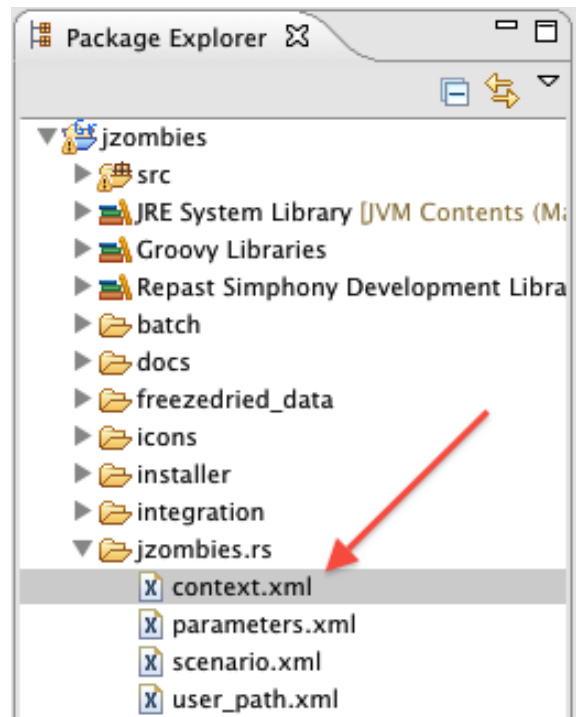 Package Explorer
jzombies
src
JRE System Library [JVM Contents (Ma
Groovy Libraries
Repast Simphony Development Libra
batch
docs
freezedried_data
icons
installer
integration
jzombies.rs
context.xml
parameters.xml
scenario.xml
user_path.xml